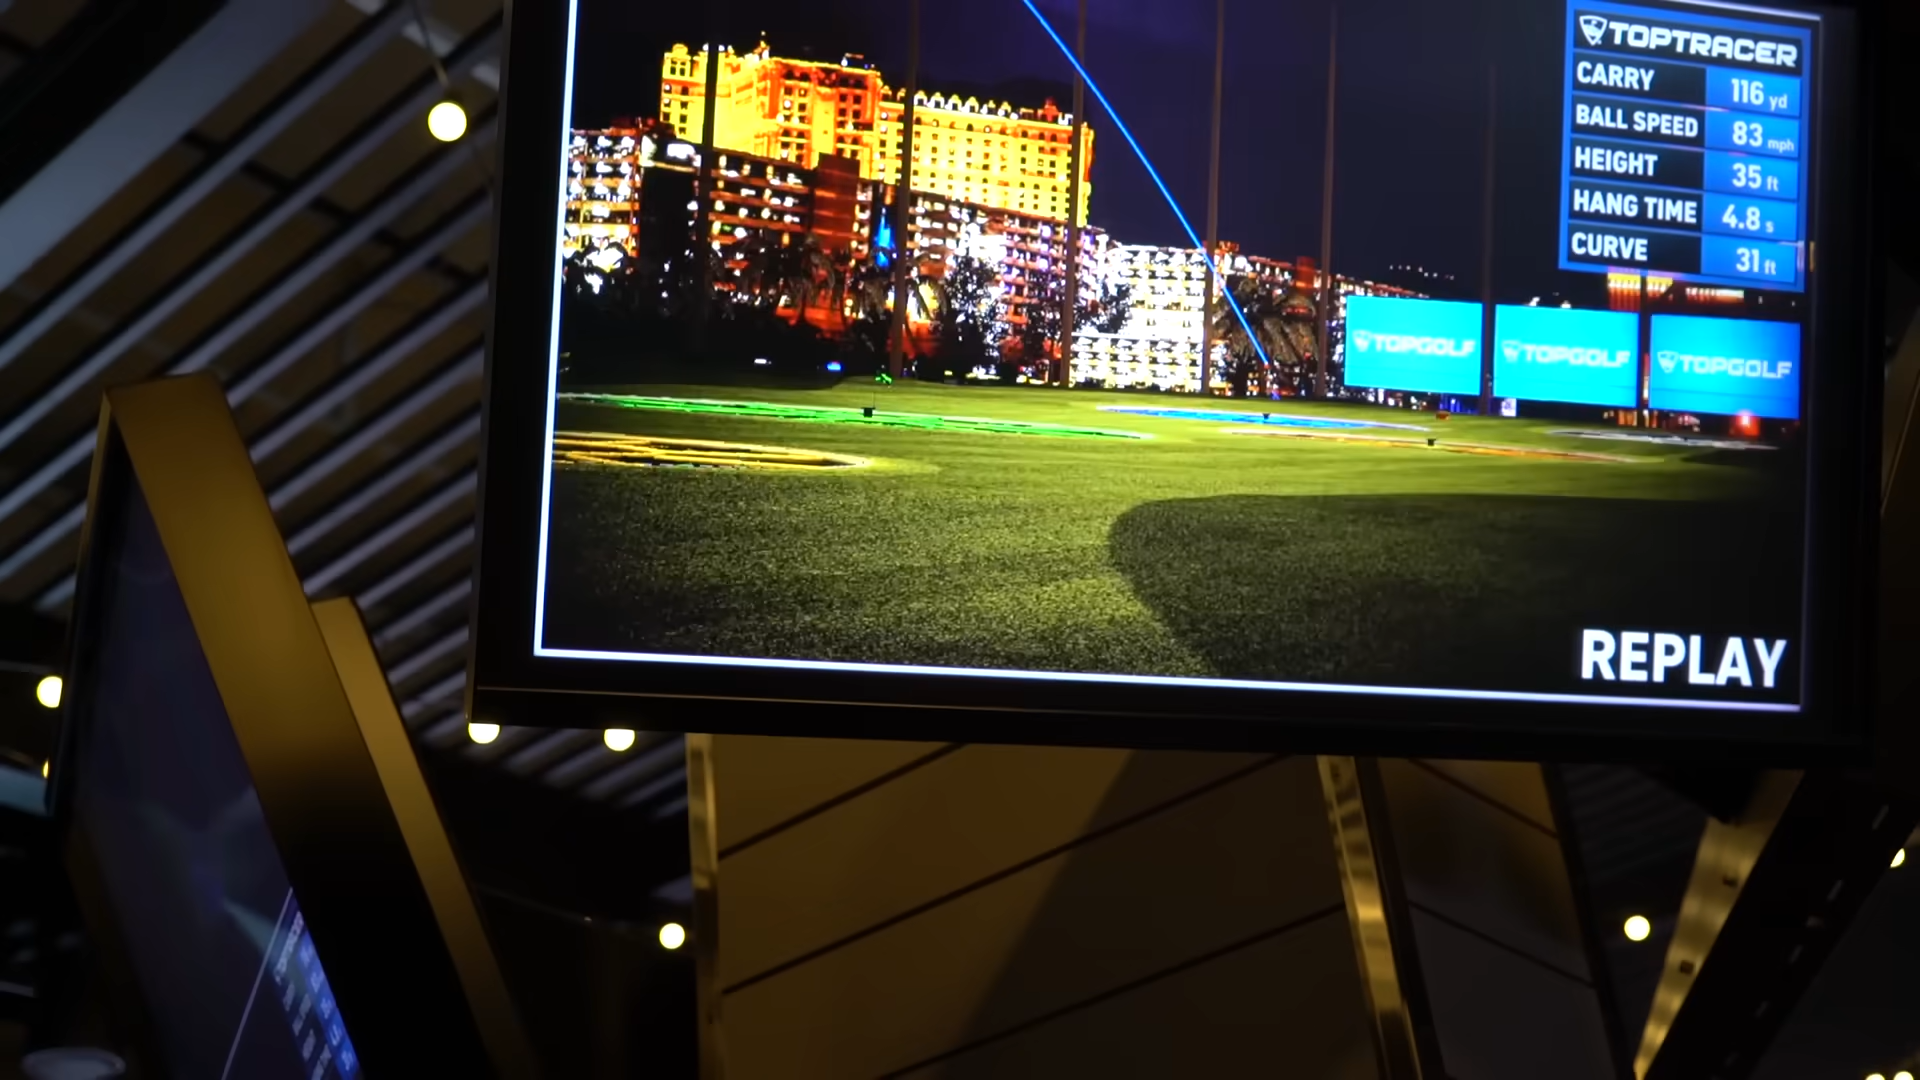 TOPTRACER
CARRY 116 yd
BALL SPEED 83 mph
HEIGHT 35 ft
HANG TIME 4.8 s
CURVE 31 ft
TOPGOLF TOPGOLF TOPGOLF
REPLAY